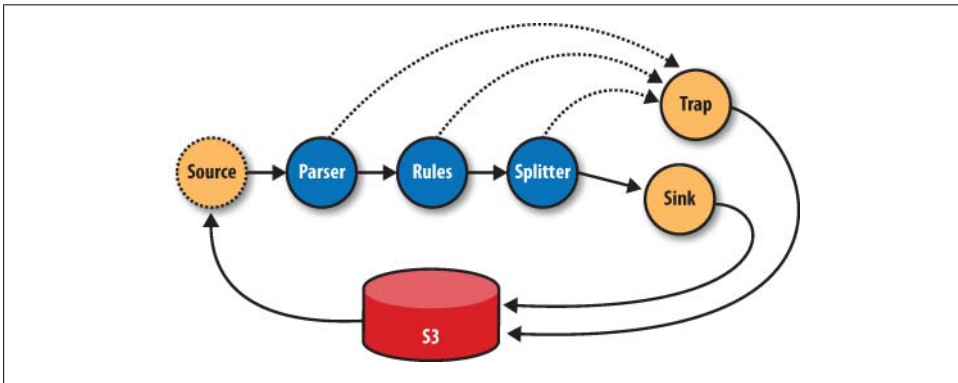 Trap
Source
Parser
Rules
Splitter
Sink
S3